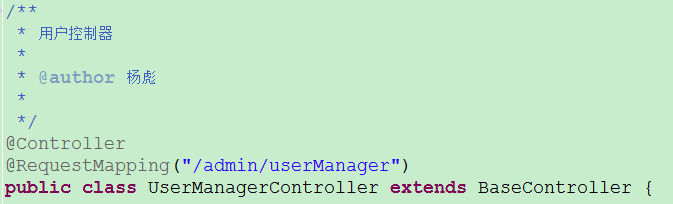 /**
 * 用户控制器
 *
 * @author 杨彪
 *
 */
@Controller
@RequestMapping("/admin/userManager")
public class UserManagerController extends BaseController {